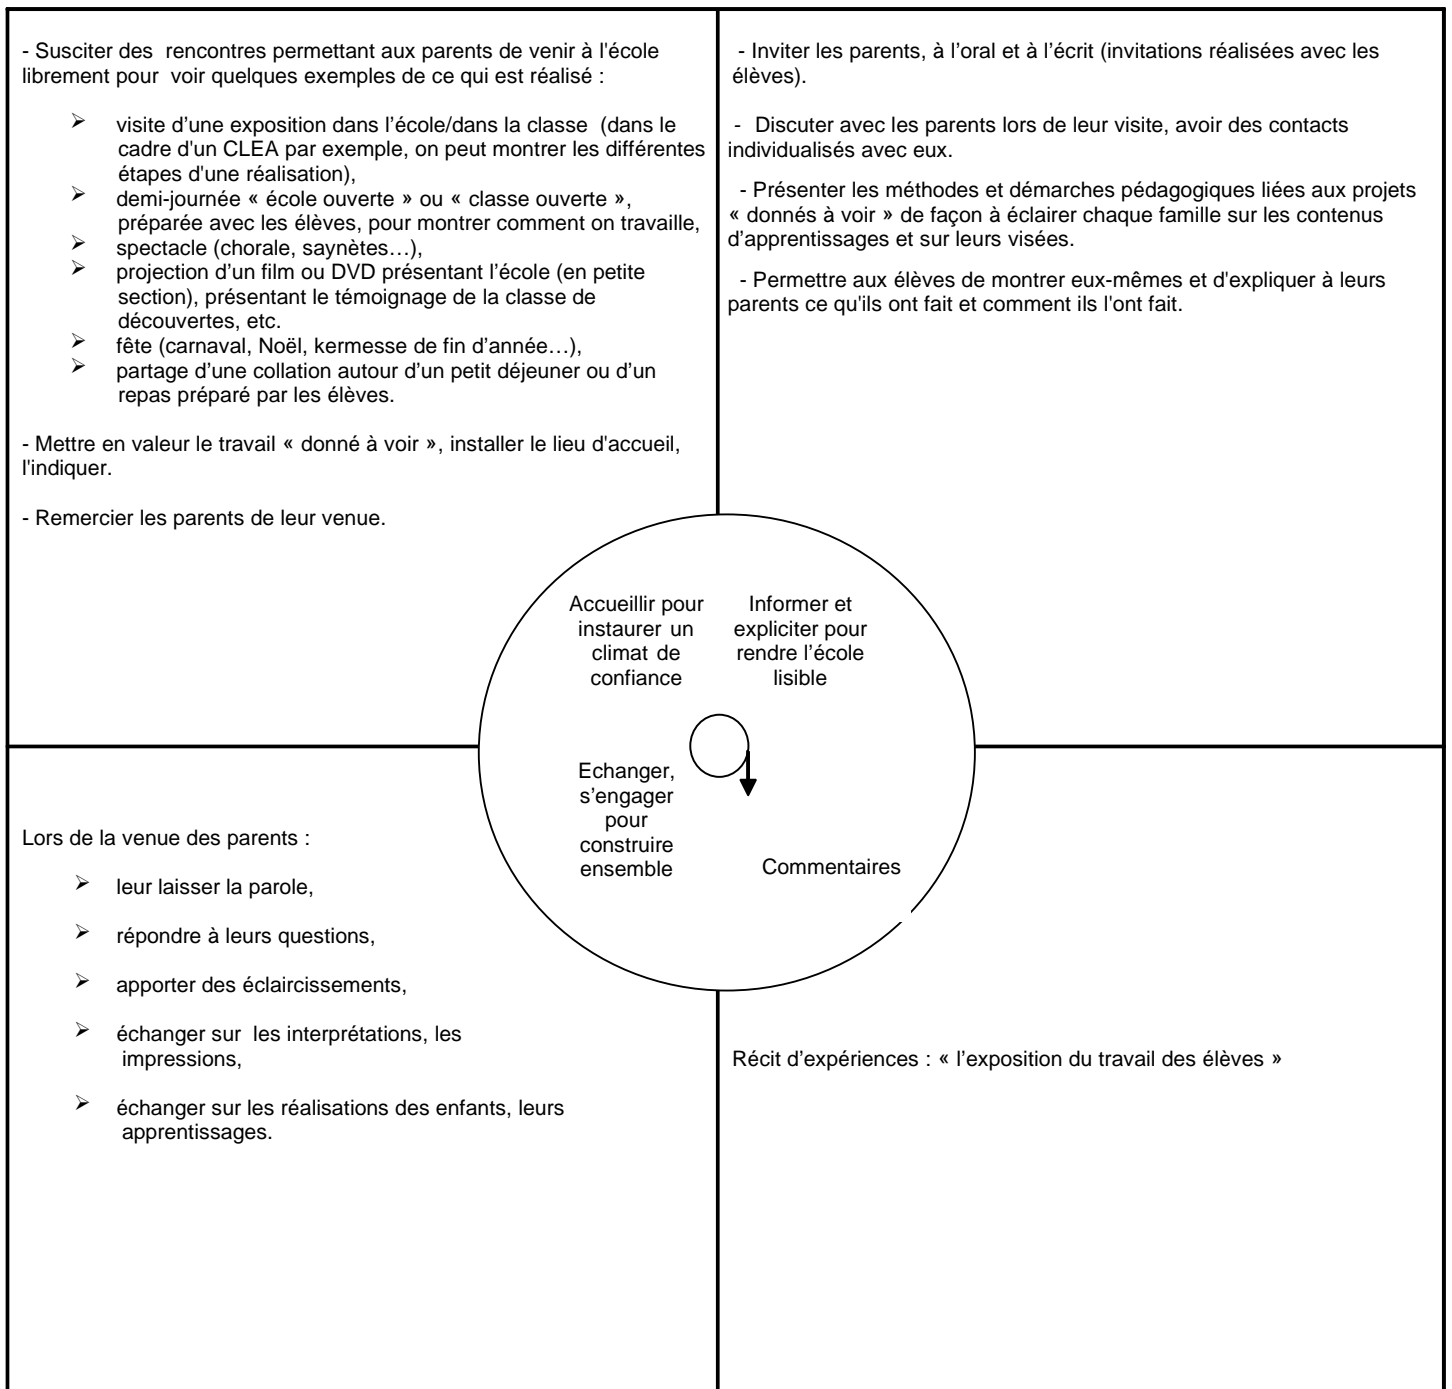 - Susciter des rencontres permettant aux parents de venir à l'école
librement pour voir quelques exemples de ce qui est réalisé :
➢ visite d’une exposition dans l’école/dans la classe (dans le
cadre d'un CLEA par exemple, on peut montrer les différentes
étapes d'une réalisation),
➢ demi-journée « école ouverte » ou « classe ouverte »,
préparée avec les élèves, pour montrer comment on travaille,
➢ spectacle (chorale, saynètes…),
➢ projection d’un film ou DVD présentant l’école (en petite
section), présentant le témoignage de la classe de
découvertes, etc.
➢ fête (carnaval, Noël, kermesse de fin d’année…),
➢ partage d’une collation autour d’un petit déjeuner ou d’un
repas préparé par les élèves.
- Mettre en valeur le travail « donné à voir », installer le lieu d'accueil,
l'indiquer.
- Remercier les parents de leur venue.
- Inviter les parents, à l’oral et à l’écrit (invitations réalisées avec les
élèves).
- Discuter avec les parents lors de leur visite, avoir des contacts
individualisés avec eux.
- Présenter les méthodes et démarches pédagogiques liées aux projets
« donnés à voir » de façon à éclairer chaque famille sur les contenus
d’apprentissages et sur leurs visées.
- Permettre aux élèves de montrer eux-mêmes et d'expliquer à leurs
parents ce qu'ils ont fait et comment ils l'ont fait.
Accueillir pour
instaurer un
climat de
confiance
Informer et
expliciter pour
rendre l’école
lisible
Echanger,
s’engager
pour
construire
ensemble
Commentaires
Lors de la venue des parents :
➢ leur laisser la parole,
➢ répondre à leurs questions,
➢ apporter des éclaircissements,
➢ échanger sur les interprétations, les
impressions,
➢ échanger sur les réalisations des enfants, leurs
apprentissages.
Récit d’expériences : « l’exposition du travail des élèves »